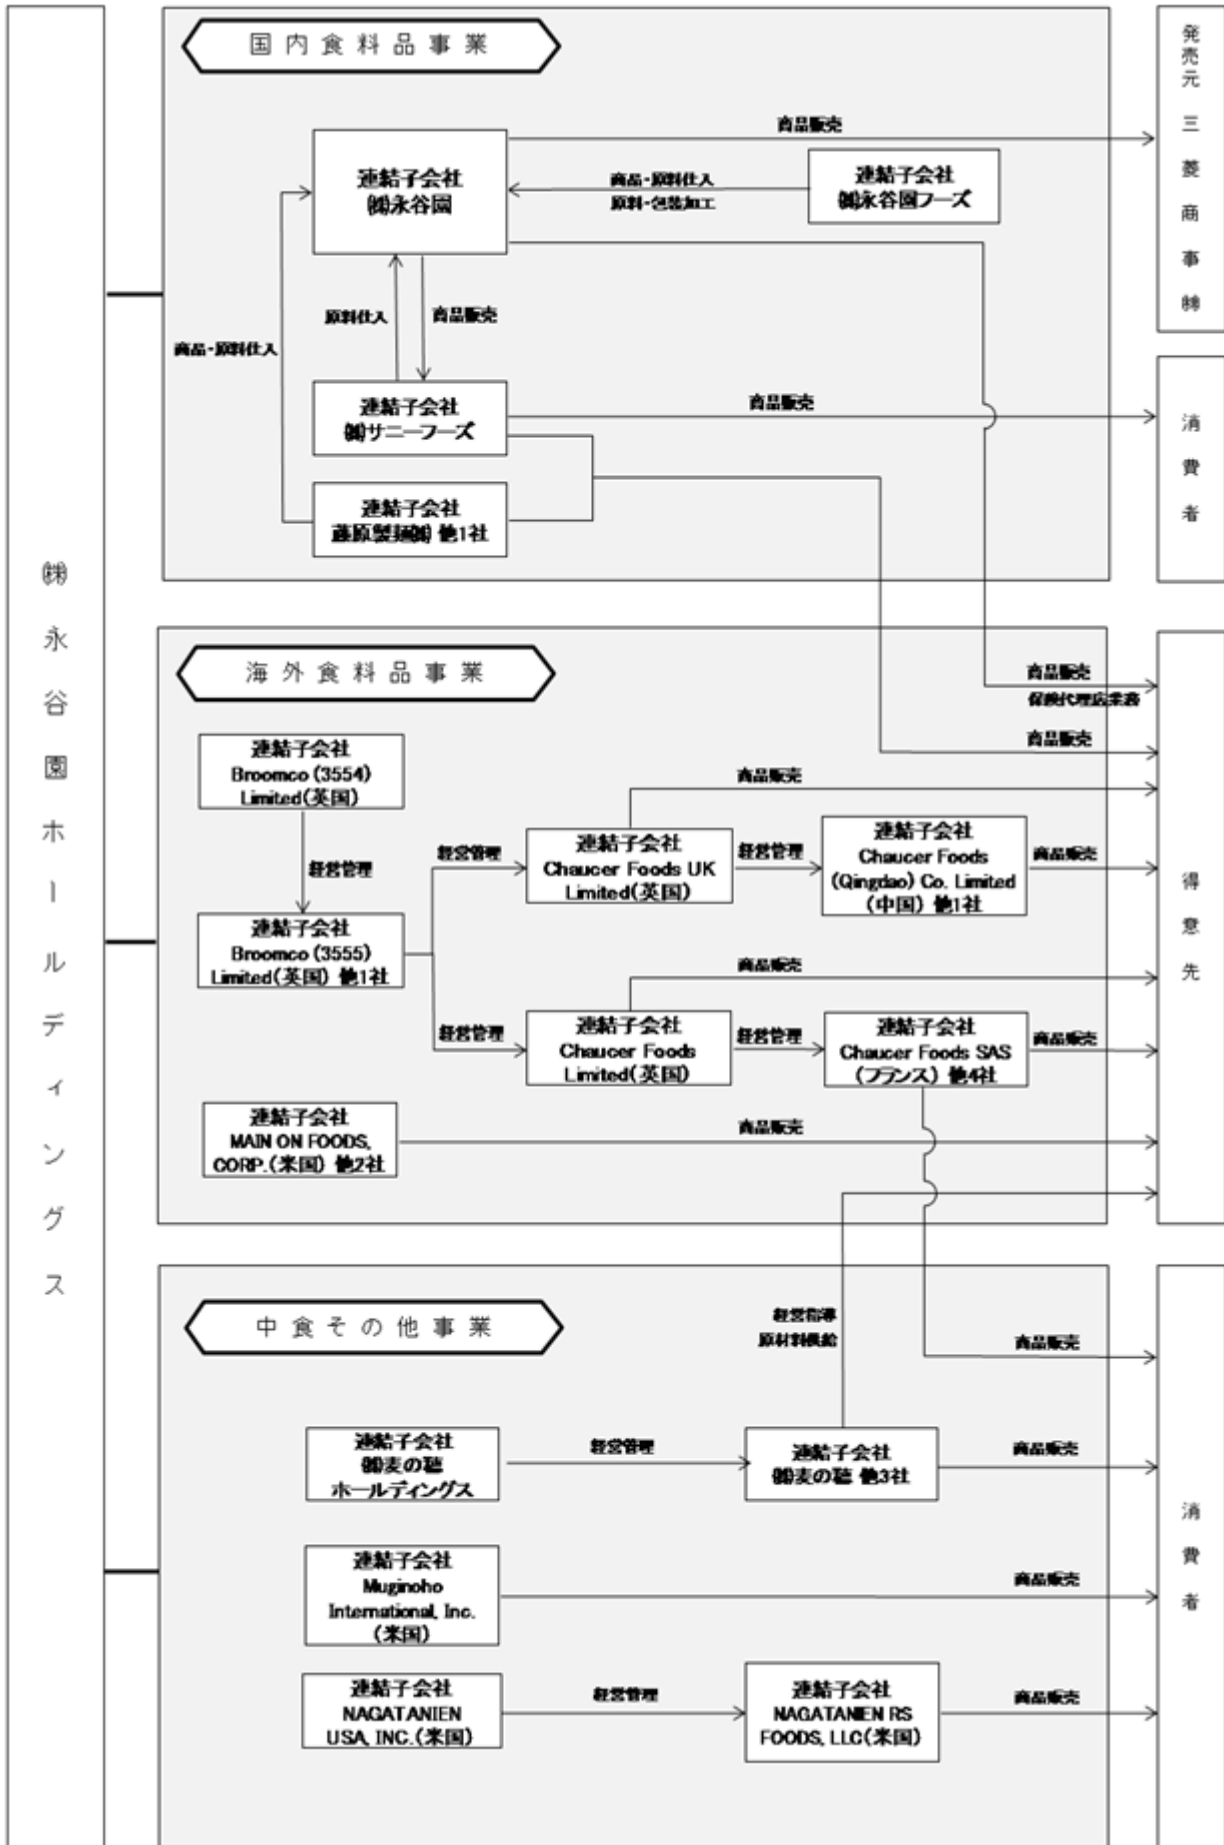 ㈱永谷園ホールディングス
国内食料品事業
連結子会社
㈱永谷園
商品販売
商品・原料仕入
原料・包装加工
連結子会社
㈱永谷園フーズ
原料仕入
商品販売
商品・原料仕入
連結子会社
㈱サニーフーズ
商品販売
連結子会社
藤原製麺㈱ 他1社
発売元 三菱商事㈱
消費者
海外食料品事業
商品販売
保険代理店業務
商品販売
連結子会社
Broomco (3554)
Limited(英国)
経営管理
連結子会社
Broomco (3555)
Limited(英国) 他1社
経営管理
商品販売
連結子会社
Chaucer Foods UK
Limited(英国)
経営管理
連結子会社
Chaucer Foods
(Qingdao) Co. Limited
(中国) 他1社
商品販売
経営管理
商品販売
連結子会社
Chaucer Foods
Limited(英国)
経営管理
連結子会社
Chaucer Foods SAS
(フランス) 他4社
商品販売
連結子会社
MAIN ON FOODS,
CORP.(米国) 他2社
商品販売
得意先
中食その他事業
経営指導
原材料供給
商品販売
連結子会社
㈱麦の穂
ホールディングス
経営管理
連結子会社
㈱麦の穂 他3社
商品販売
連結子会社
Muginoho
International, Inc.
(米国)
商品販売
連結子会社
NAGATANIEN
USA, INC.(米国)
経営管理
連結子会社
NAGATANIEN RS
FOODS, LLC(米国)
商品販売
消費者